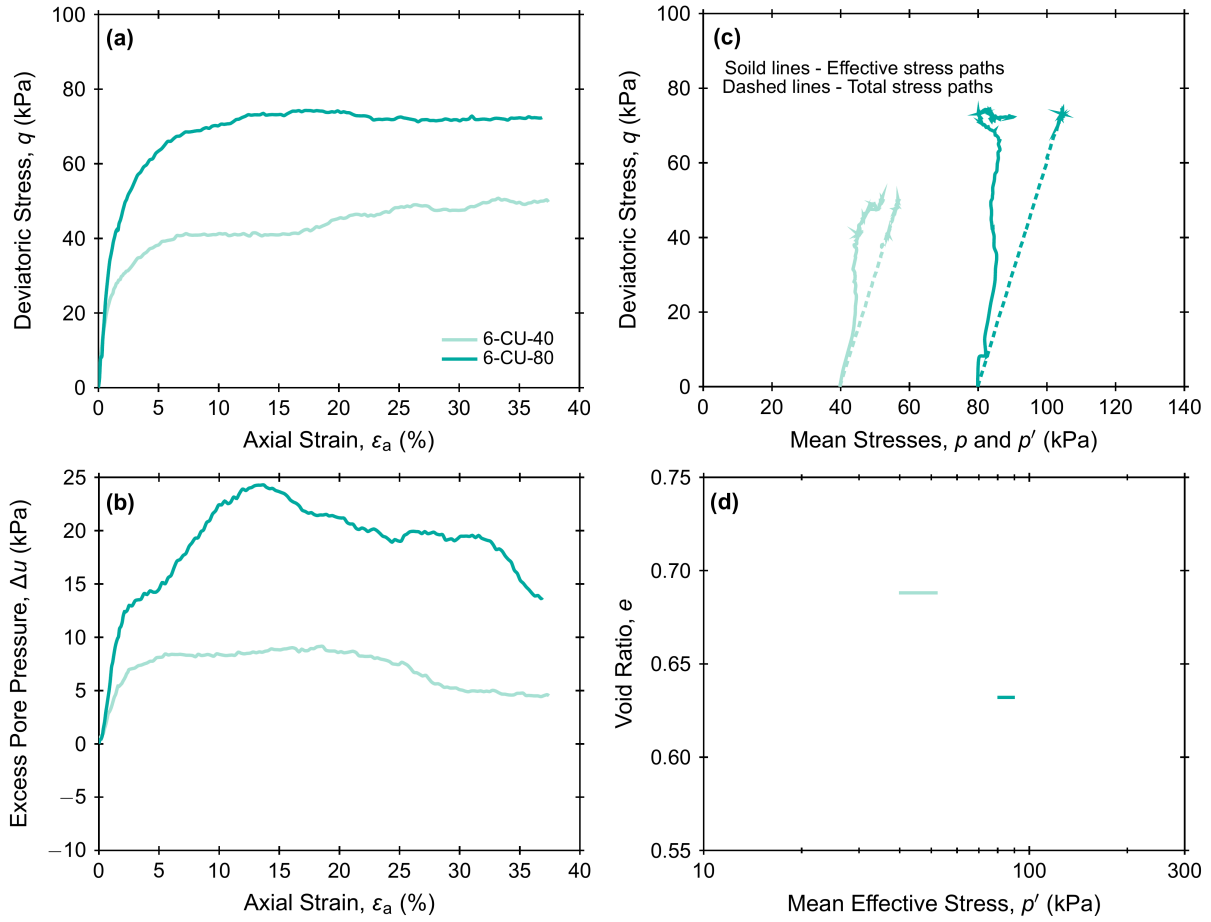 (a)
100
80
60
40
20
0
Deviatoric Stress, q (kPa)
6-CU-40
6-CU-80
0 5 10 15 20 25 30 35 40
Axial Strain, εa (%)
(c)
Soild lines - Effective stress paths
Dashed lines - Total stress paths
100
80
60
40
20
0
Deviatoric Stress, q (kPa)
0 20 40 60 80 100 120 140
Mean Stresses, p and p′ (kPa)
(b)
25
20
15
10
5
0
−5
−10
Excess Pore Pressure, Δu (kPa)
0 5 10 15 20 25 30 35 40
Axial Strain, εa (%)
(d)
0.75
0.70
0.65
0.60
0.55
Void Ratio, e
10 100 300
Mean Effective Stress, p′ (kPa)